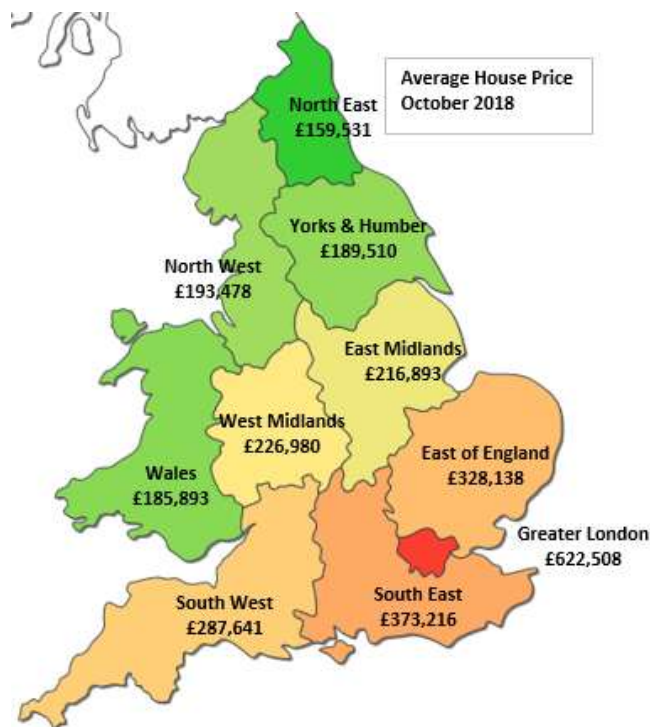 Average House Price
October 2018
North East
£159,531
Yorks & Humber
£189,510
North West
£193,478
East Midlands
£216,893
West Midlands
£226,980
East of England
£328,138
Wales
£185,893
Greater London
£622,508
South West
£287,641
South East
£373,216